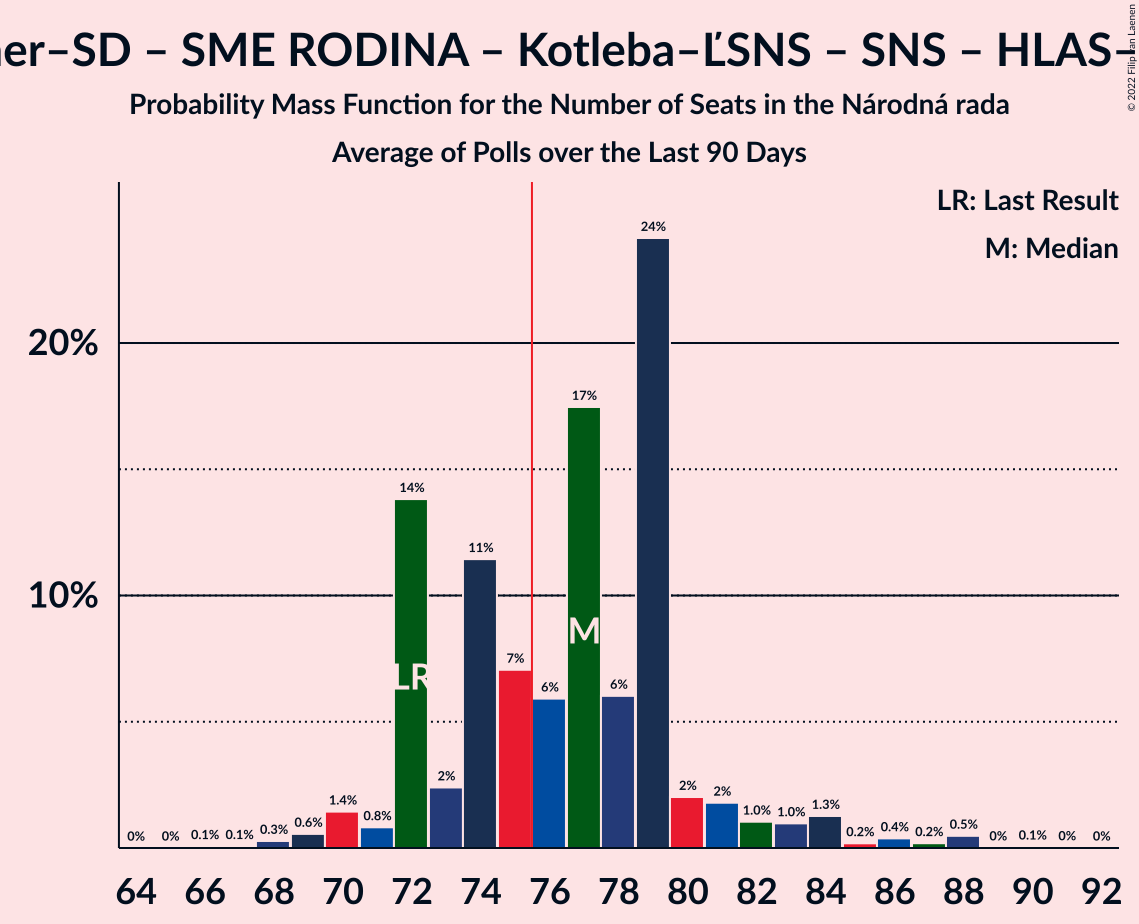 er–SD – SME RODINA – Kotleba–ĽSNS – SNS – HLAS–
© 2022 Filip van Laenen
Probability Mass Function for the Number of Seats in the Národná rada
Average of Polls over the Last 90 Days
LR: Last Result
M: Median
20%
10%
0% 0% 0.1% 0.1% 0.3% 0.6% 1.4% 0.8% 14% 2% 11% 7% 6% 17% 6% 24% 2% 2% 1.0% 1.0% 1.3% 0.2% 0.4% 0.2% 0.5% 0% 0.1% 0% 0%
LR
M
64 66 68 70 72 74 76 78 80 82 84 86 88 90 92